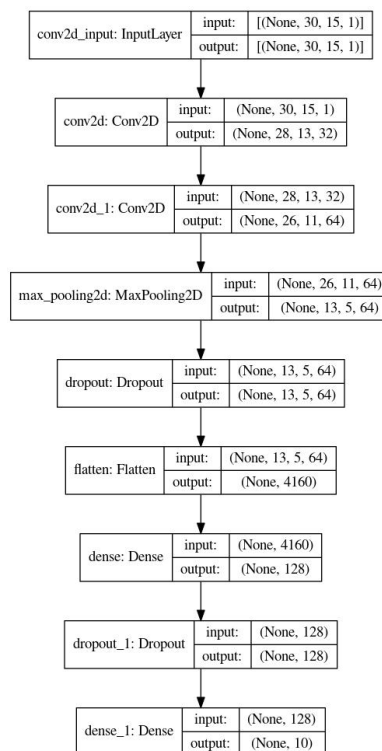 conv2d_input: InputLayer
input: [(None, 30, 15, 1)]
output: [(None, 30, 15, 1)]
conv2d: Conv2D
input: (None, 30, 15, 1)
output: (None, 28, 13, 32)
conv2d_1: Conv2D
input: (None, 28, 13, 32)
output: (None, 26, 11, 64)
max_pooling2d: MaxPooling2D
input: (None, 26, 11, 64)
output: (None, 13, 5, 64)
dropout: Dropout
input: (None, 13, 5, 64)
output: (None, 13, 5, 64)
flatten: Flatten
input: (None, 13, 5, 64)
output: (None, 4160)
dense: Dense
input: (None, 4160)
output: (None, 128)
dropout_1: Dropout
input: (None, 128)
output: (None, 128)
dense_1: Dense
input: (None, 128)
output: (None, 10)